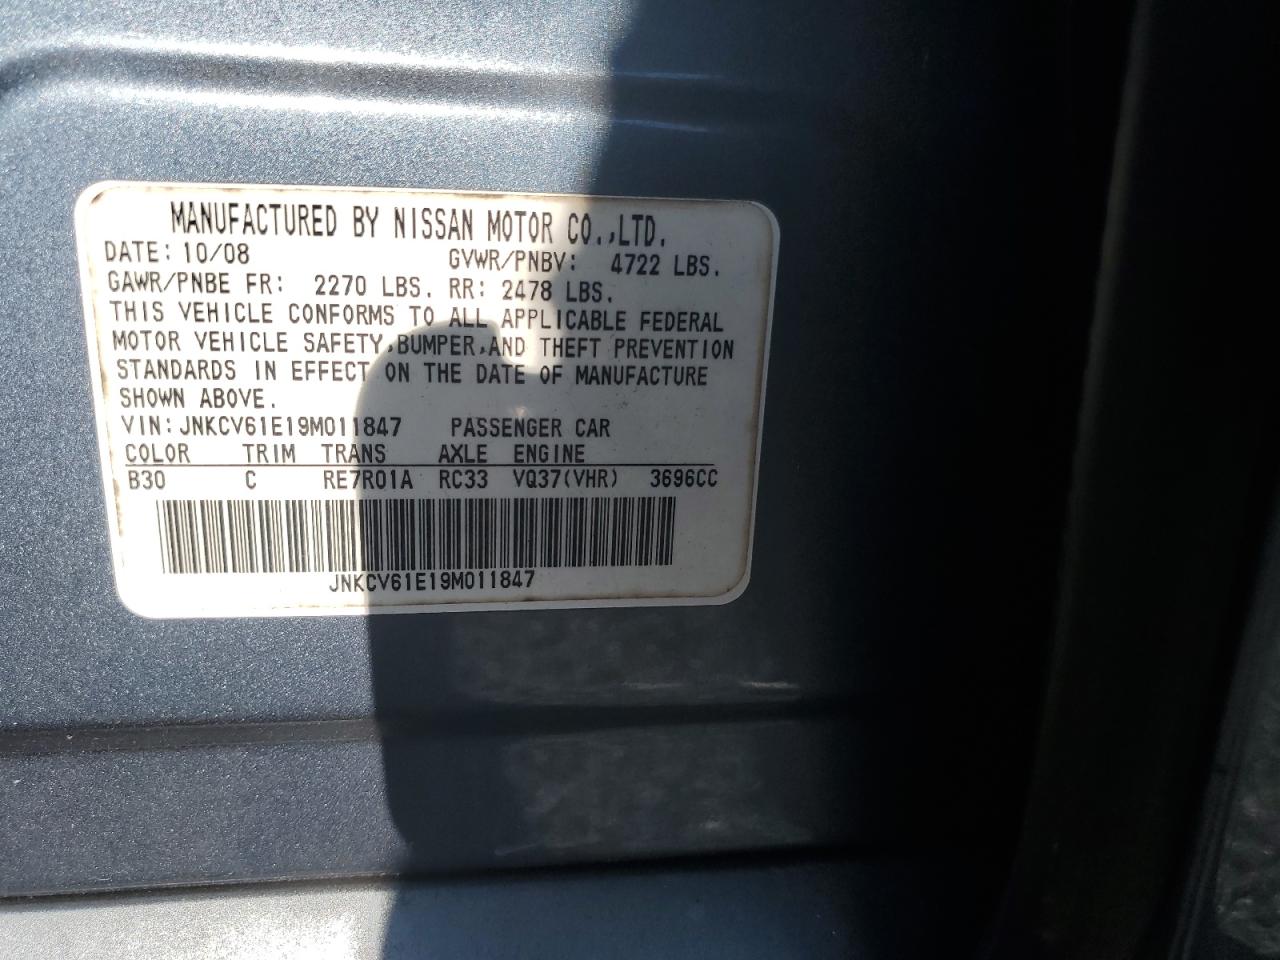 MANUFACTURED BY NISSAN MOTOR CO.,LTD.
DATE: 10/08 GVWR/PNBV: 4722 LBS.
GAWR/PNBE FR: 2270 LBS. RR: 2478 LBS.
THIS VEHICLE CONFORMS TO ALL APPLICABLE FEDERAL
MOTOR VEHICLE SAFETY,BUMPER,AND THEFT PREVENTION
STANDARDS IN EFFECT ON THE DATE OF MANUFACTURE
SHOWN ABOVE.
VIN:JNKCV61E19M011847 PASSENGER CAR
COLOR TRIM TRANS AXLE ENGINE
B30 C RE7R01A RC33 VQ37(VHR) 3696CC
JNKCV61E19M011847